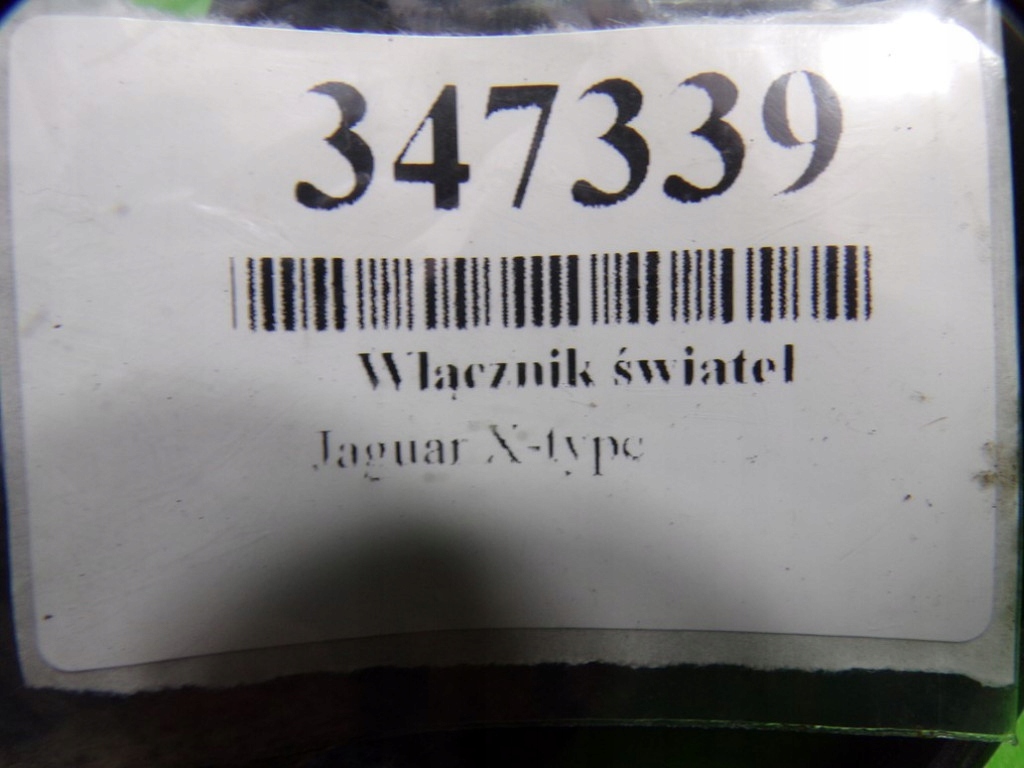 347339
Włącznik świateł
Jaguar X-type